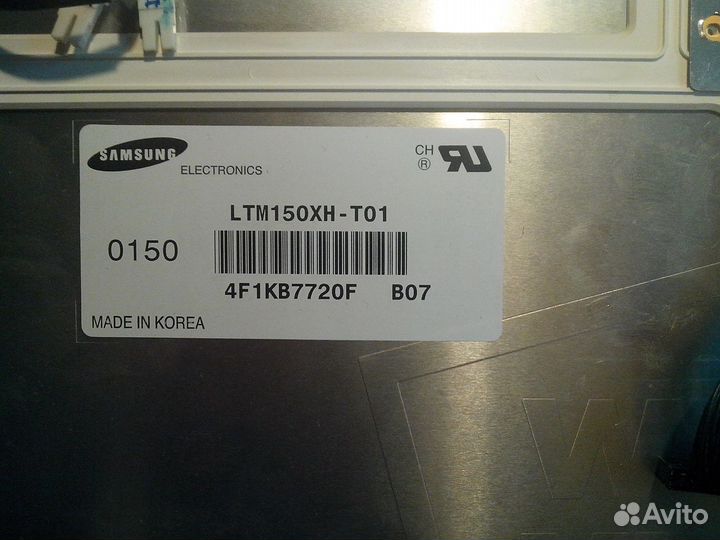 SAMSUNG
ELECTRONICS
CH
®
LTM150XH-T01
0150
4F1KB7720F B07
MADE IN KOREA
W
Avito